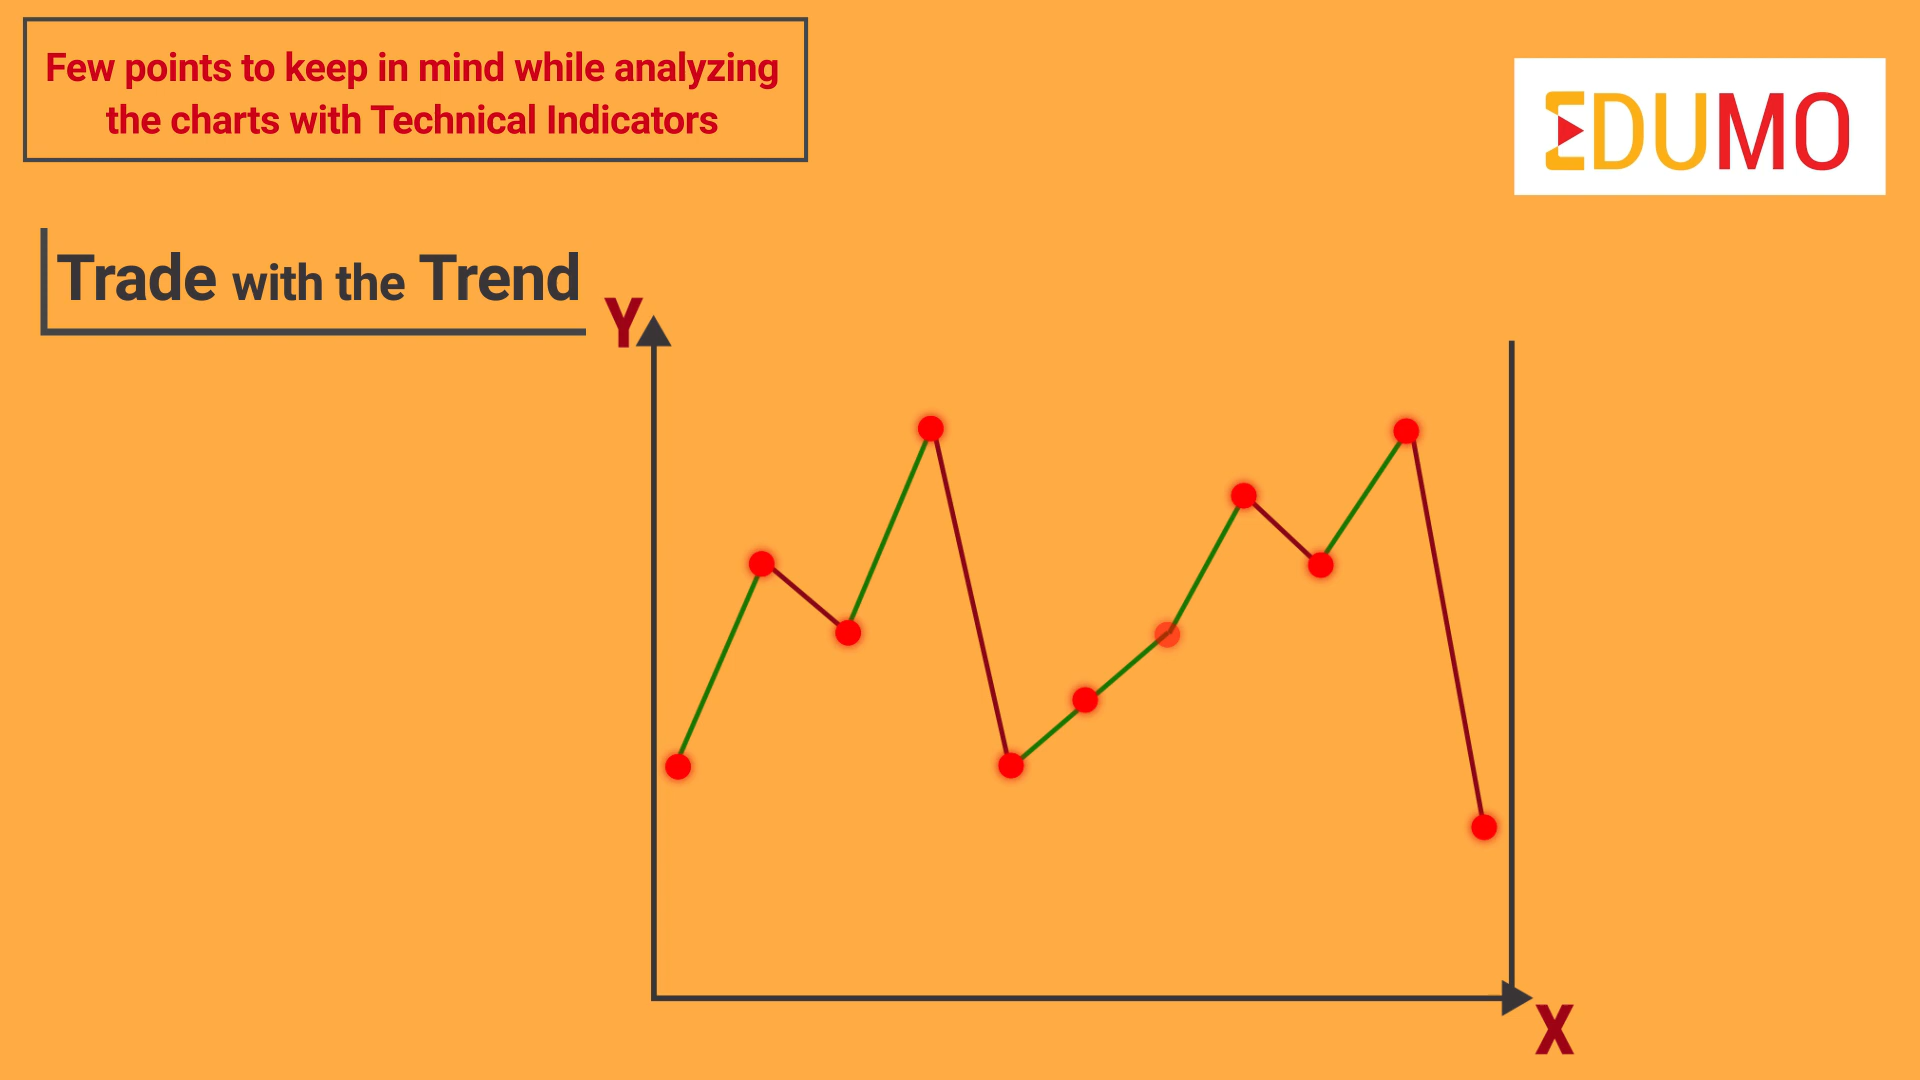 Few points to keep in mind while analyzing
the charts with Technical Indicators
EDUMO
Trade with the Trend
Y
X